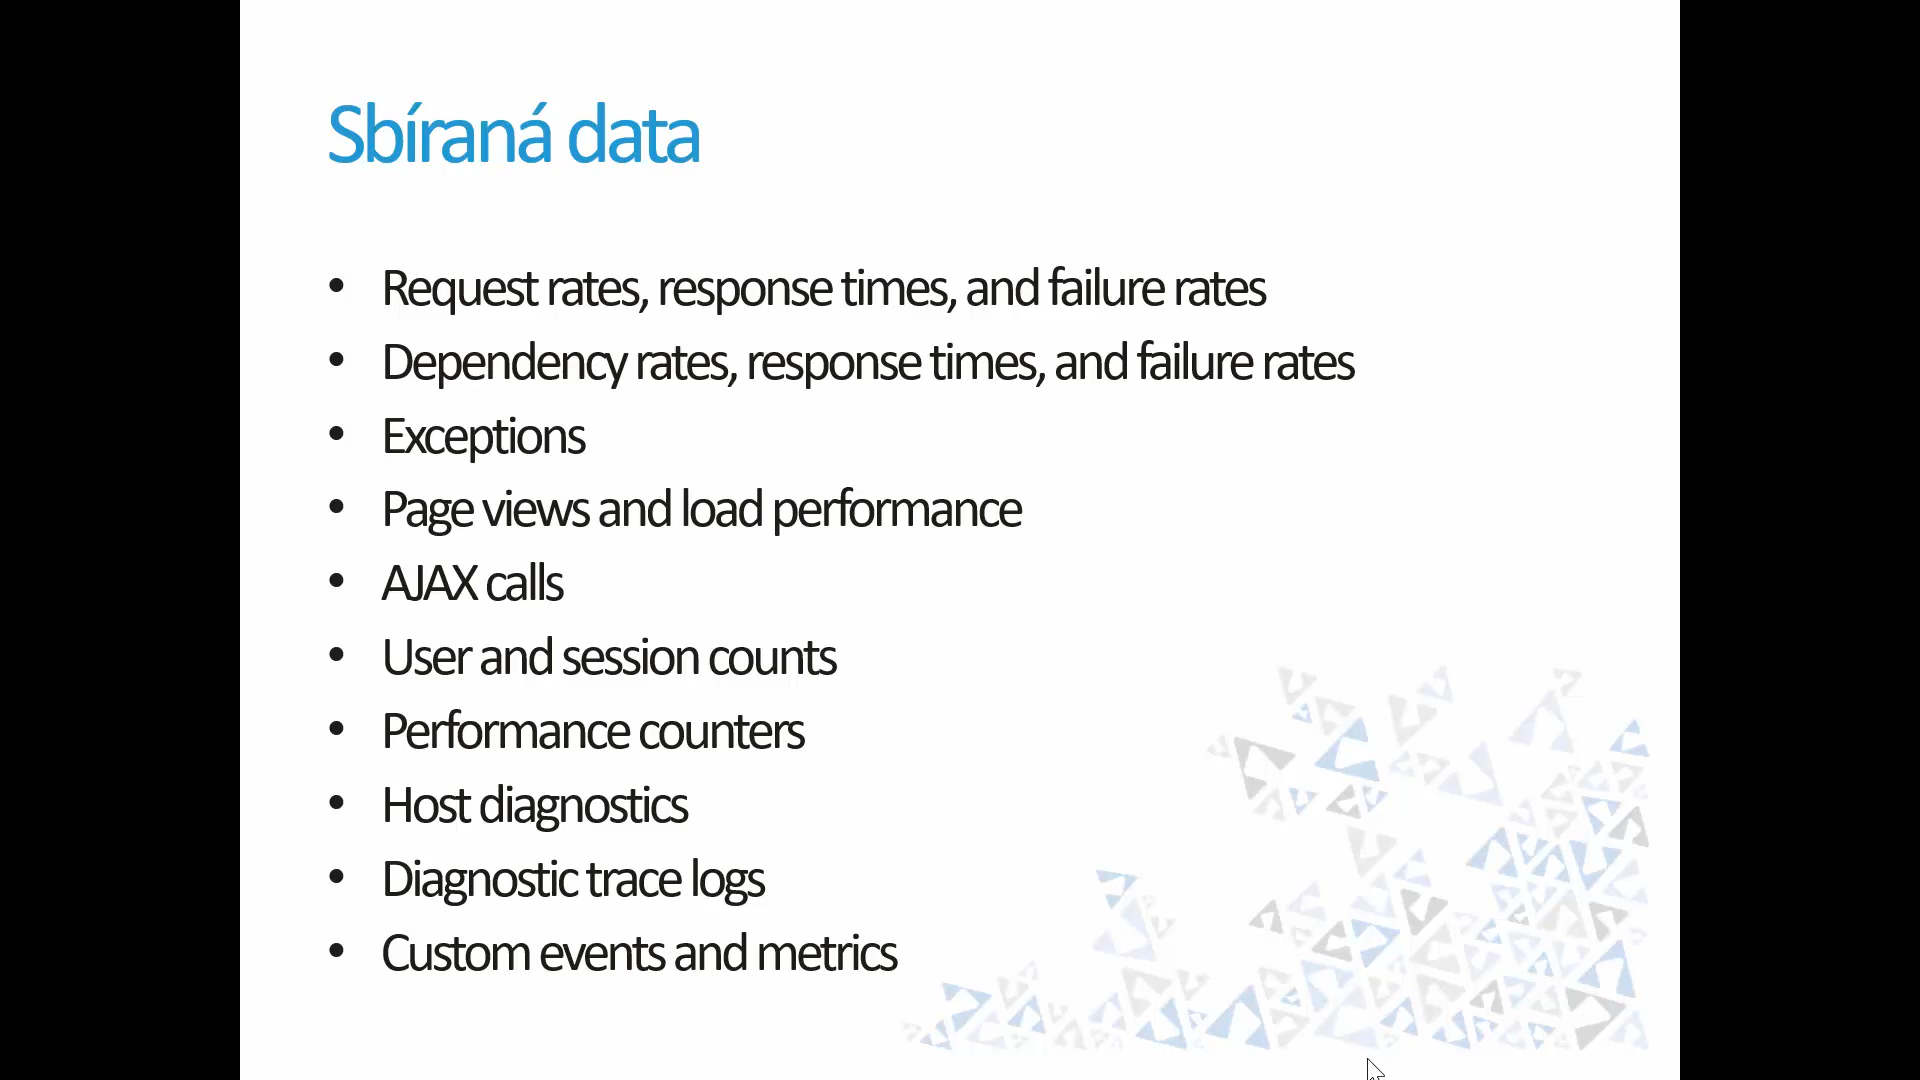 Sbíraná data
• Request rates, response times, and failure rates
• Dependency rates, response times, and failure rates
• Exceptions
• Page views and load performance
• AJAX calls
• User and session counts
• Performance counters
• Host diagnostics
• Diagnostic trace logs
• Custom events and metrics